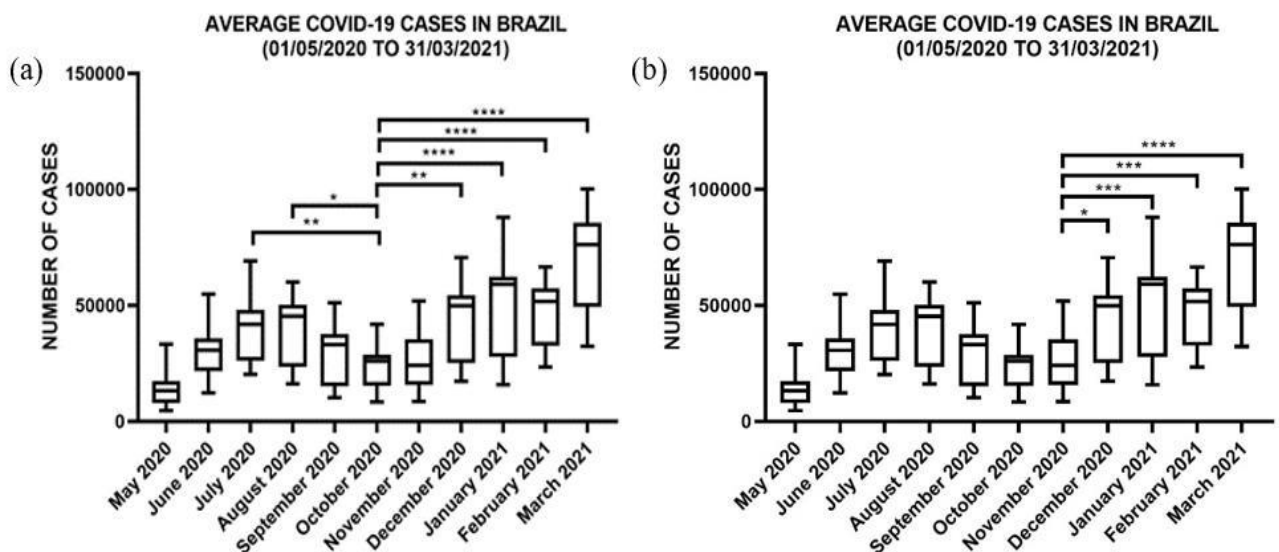 (a)
AVERAGE COVID-19 CASES IN BRAZIL
(01/05/2020 TO 31/03/2021)
NUMBER OF CASES
150000
100000
50000
0
****
****
****
**
*
**
May 2020
June 2020
July 2020
August 2020
September 2020
October 2020
November 2020
December 2020
January 2021
February 2021
March 2021
(b)
AVERAGE COVID-19 CASES IN BRAZIL
(01/05/2020 TO 31/03/2021)
NUMBER OF CASES
150000
100000
50000
0
****
***
***
*
May 2020
June 2020
July 2020
August 2020
September 2020
October 2020
November 2020
December 2020
January 2021
February 2021
March 2021